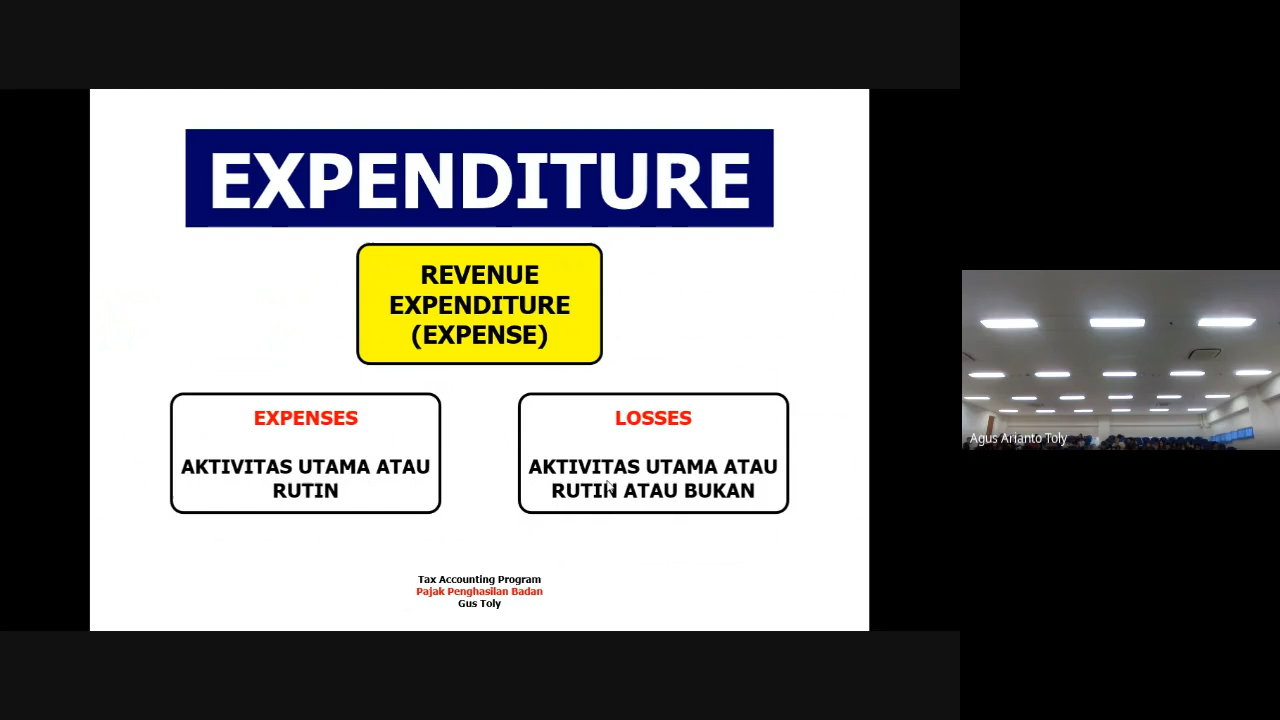 EXPENDITURE
REVENUE
EXPENDITURE
(EXPENSE)
EXPENSES
AKTIVITAS UTAMA ATAU
RUTIN
LOSSES
AKTIVITAS UTAMA ATAU
RUTIN ATAU BUKAN
Tax Accounting Program
Pajak Penghasilan Badan
Gus Toly
Agus Arianto Toly